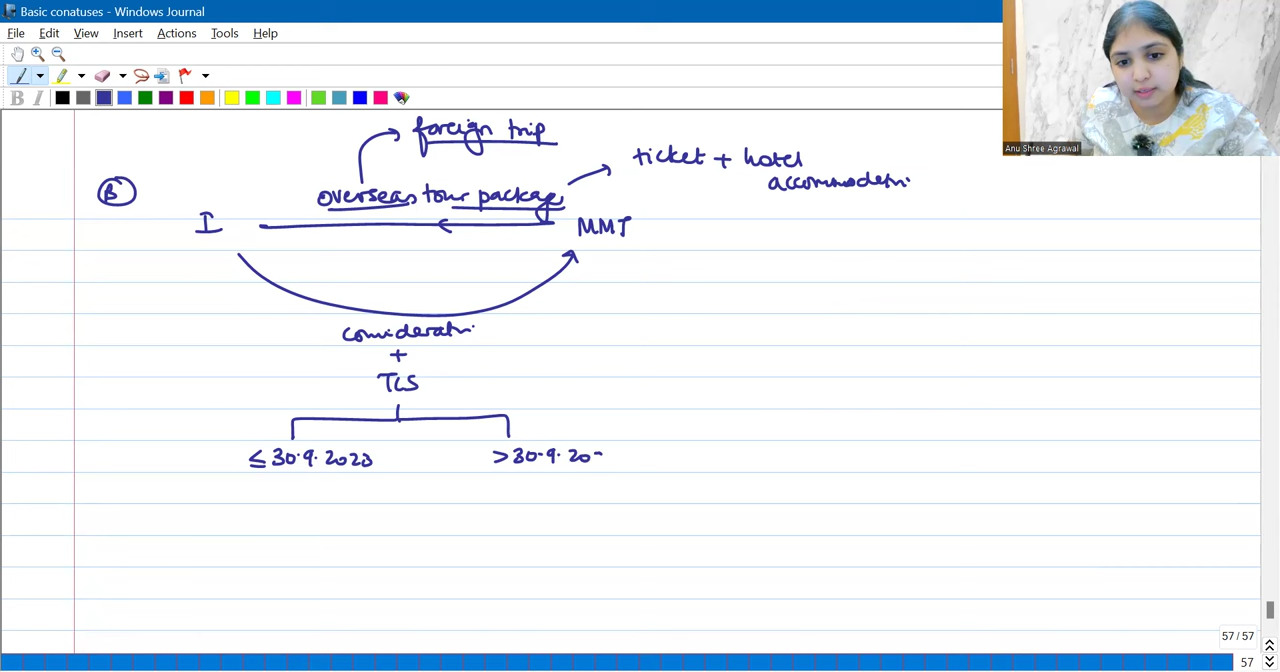 Basic conatuses - Windows Journal
File Edit View Insert Actions Tools Help
B I
Anu Shree Agrawal
foreign trip
ticket + hotel
accommodatn.
B
overseas tour package
I MMT
consideratn.
+
TCS
≤ 30.9.2023 > 30.9.20
57 / 57
57